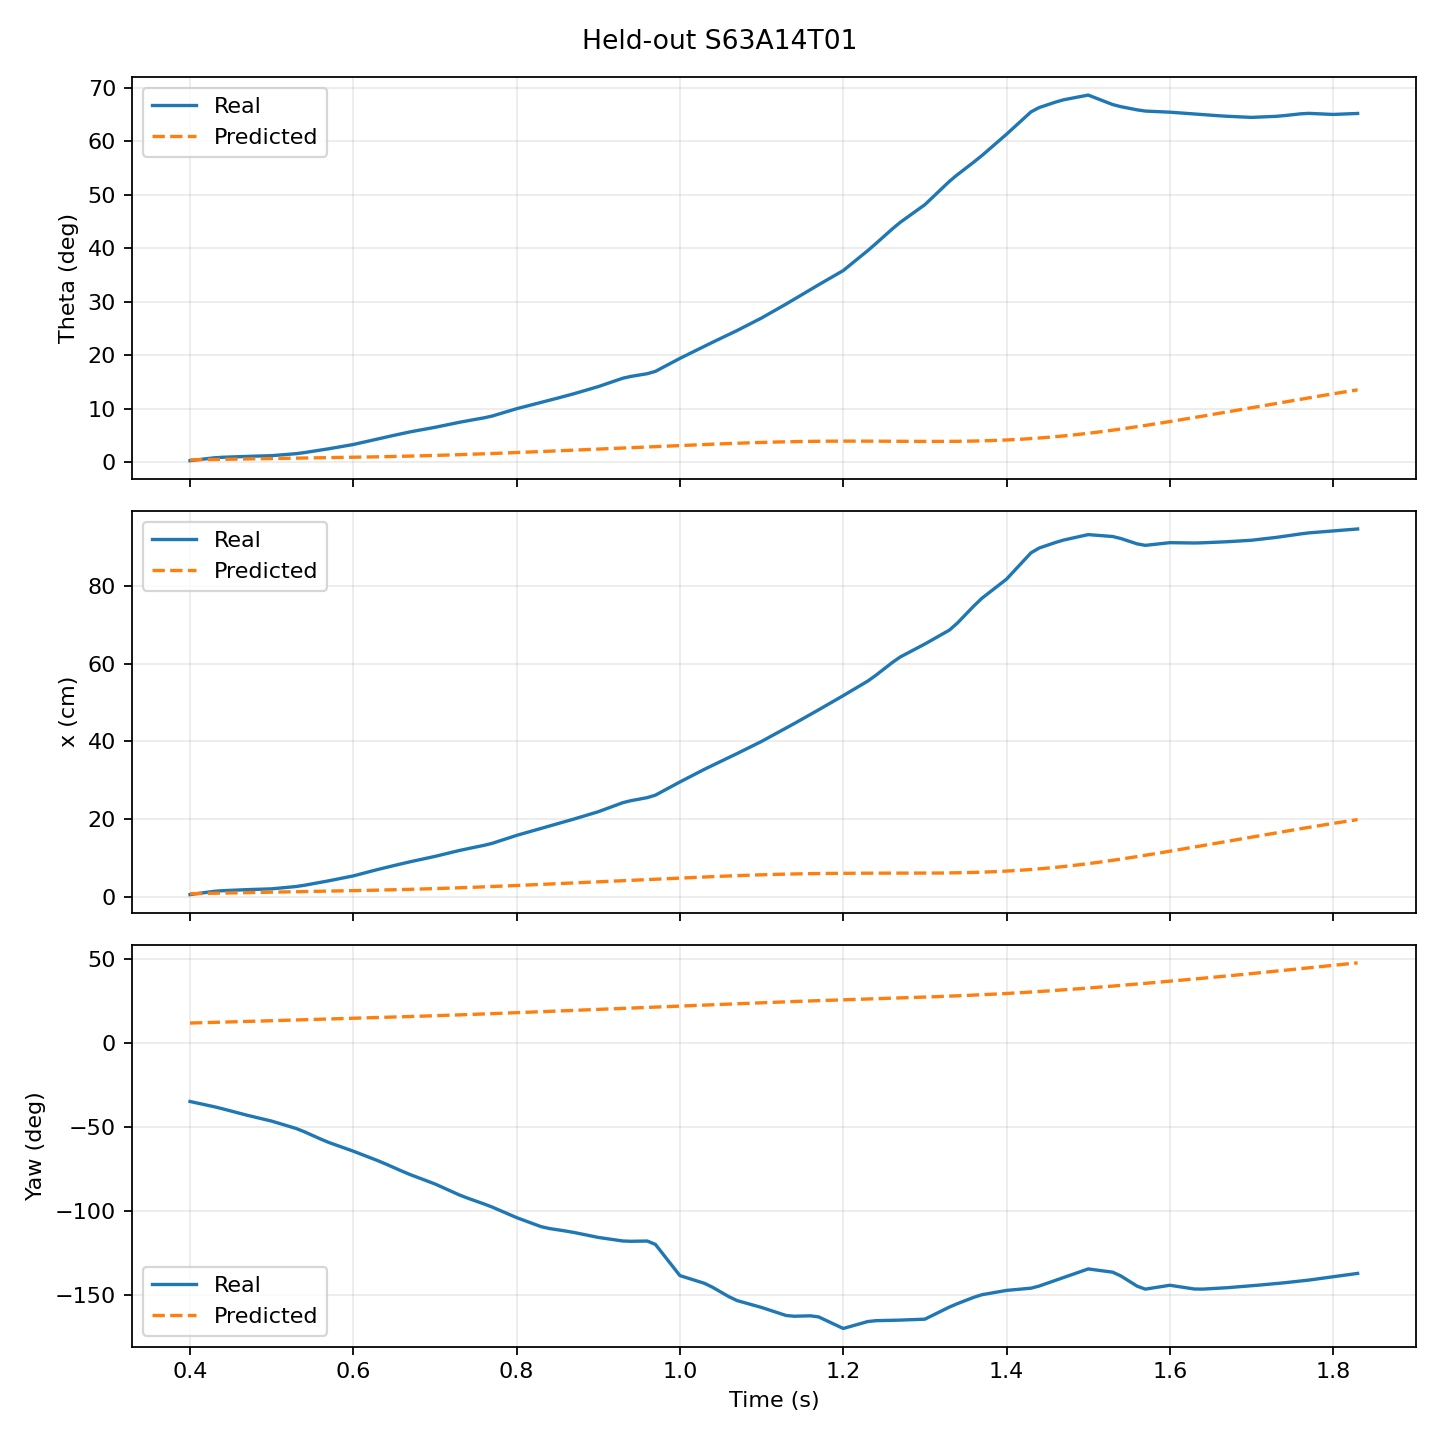 Held-out S63A14T01
Real
Predicted
Theta (deg)
70
60
50
40
30
20
10
0
Real
Predicted
x (cm)
80
60
40
20
0
Real
Predicted
Yaw (deg)
50
0
−50
−100
−150
0.4 0.6 0.8 1.0 1.2 1.4 1.6 1.8
Time (s)